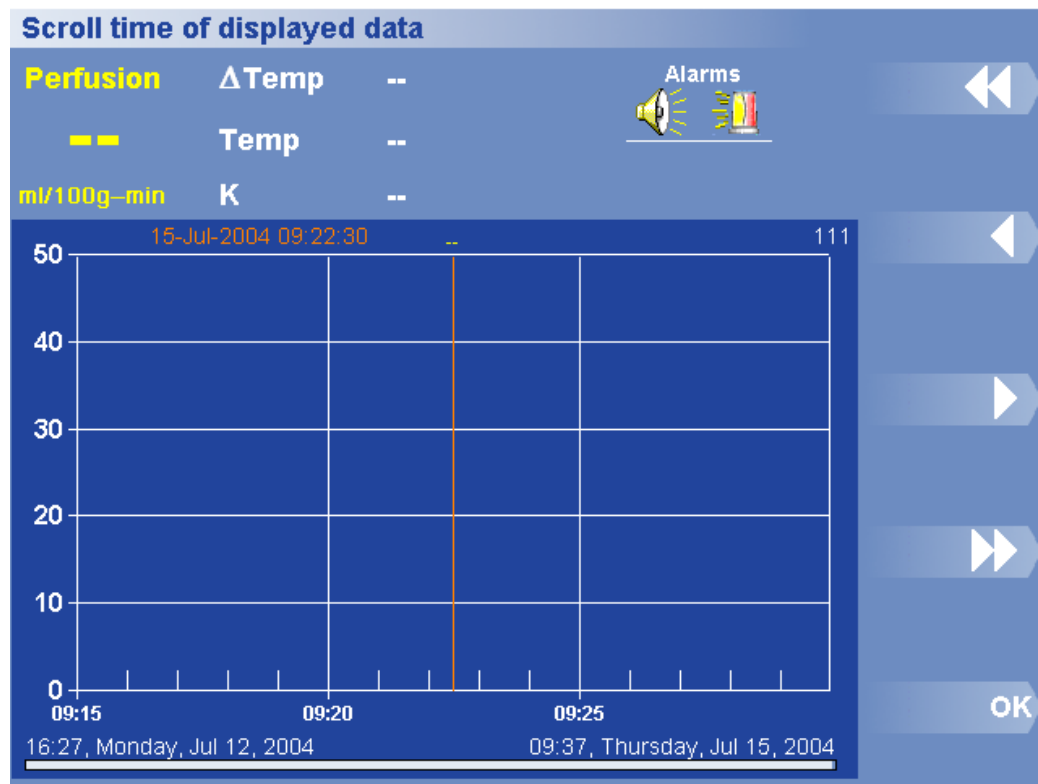 Scroll time of displayed data
Perfusion ΔTemp -- Alarms
-- Temp --
ml/100g–min K --
15-Jul-2004 09:22:30 -- 111
50
40
30
20
10
0
09:15 09:20 09:25
OK
16:27, Monday, Jul 12, 2004 09:37, Thursday, Jul 15, 2004